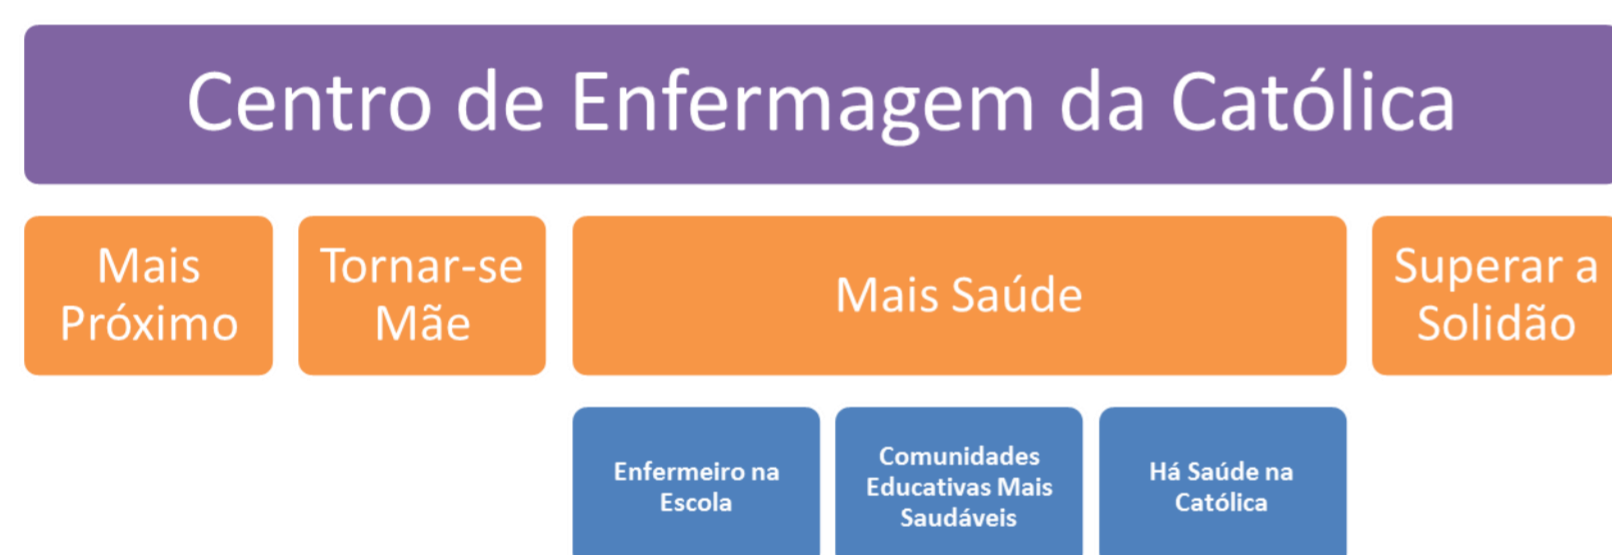 Centro de Enfermagem da Católica
Mais
Próximo
Tornar-se
Mãe
Mais Saúde
Superar a
Solidão
Enfermeiro na
Escola
Comunidades
Educativas Mais
Saudáveis
Há Saúde na
Católica